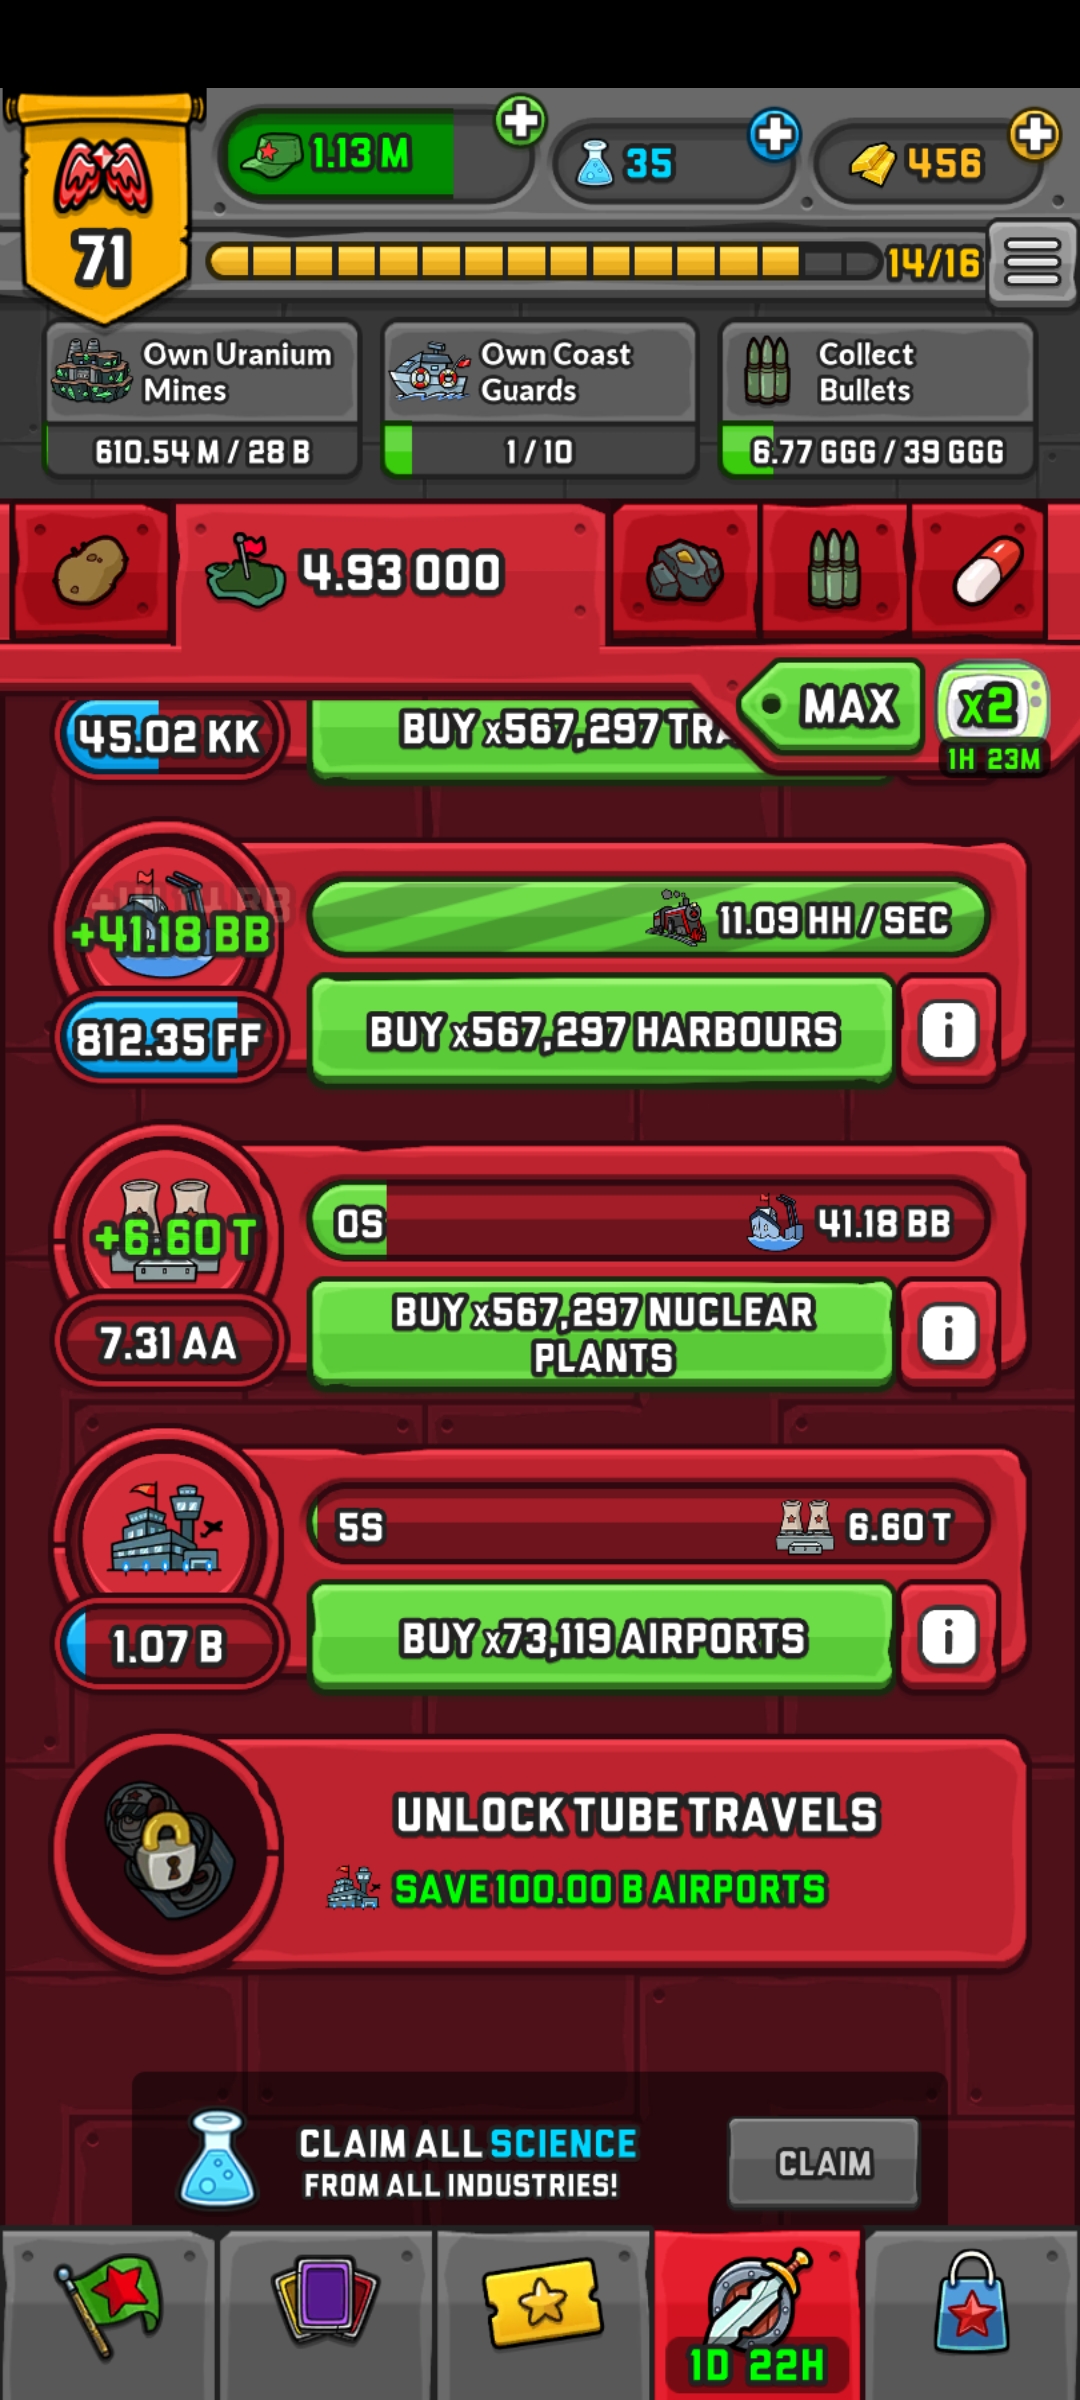 1.13 M
35
456
71
14/16
Own Uranium
Mines
610.54 M / 28 B
Own Coast
Guards
1 / 10
Collect
Bullets
6.77 GGG / 39 GGG
4.93 000
MAX
x2
1H 23M
45.02 KK
BUY x567,297 TRA
+41.18 BB
11.09 HH / SEC
812.35 FF
BUY x567,297 HARBOURS
i
+6.60 T
0S
41.18 BB
7.31 AA
BUY x567,297 NUCLEAR
PLANTS
i
5S
6.60 T
1.07 B
BUY x73,119 AIRPORTS
i
UNLOCK TUBE TRAVELS
SAVE 100.00 B AIRPORTS
CLAIM ALL SCIENCE
FROM ALL INDUSTRIES!
CLAIM
1D 22H